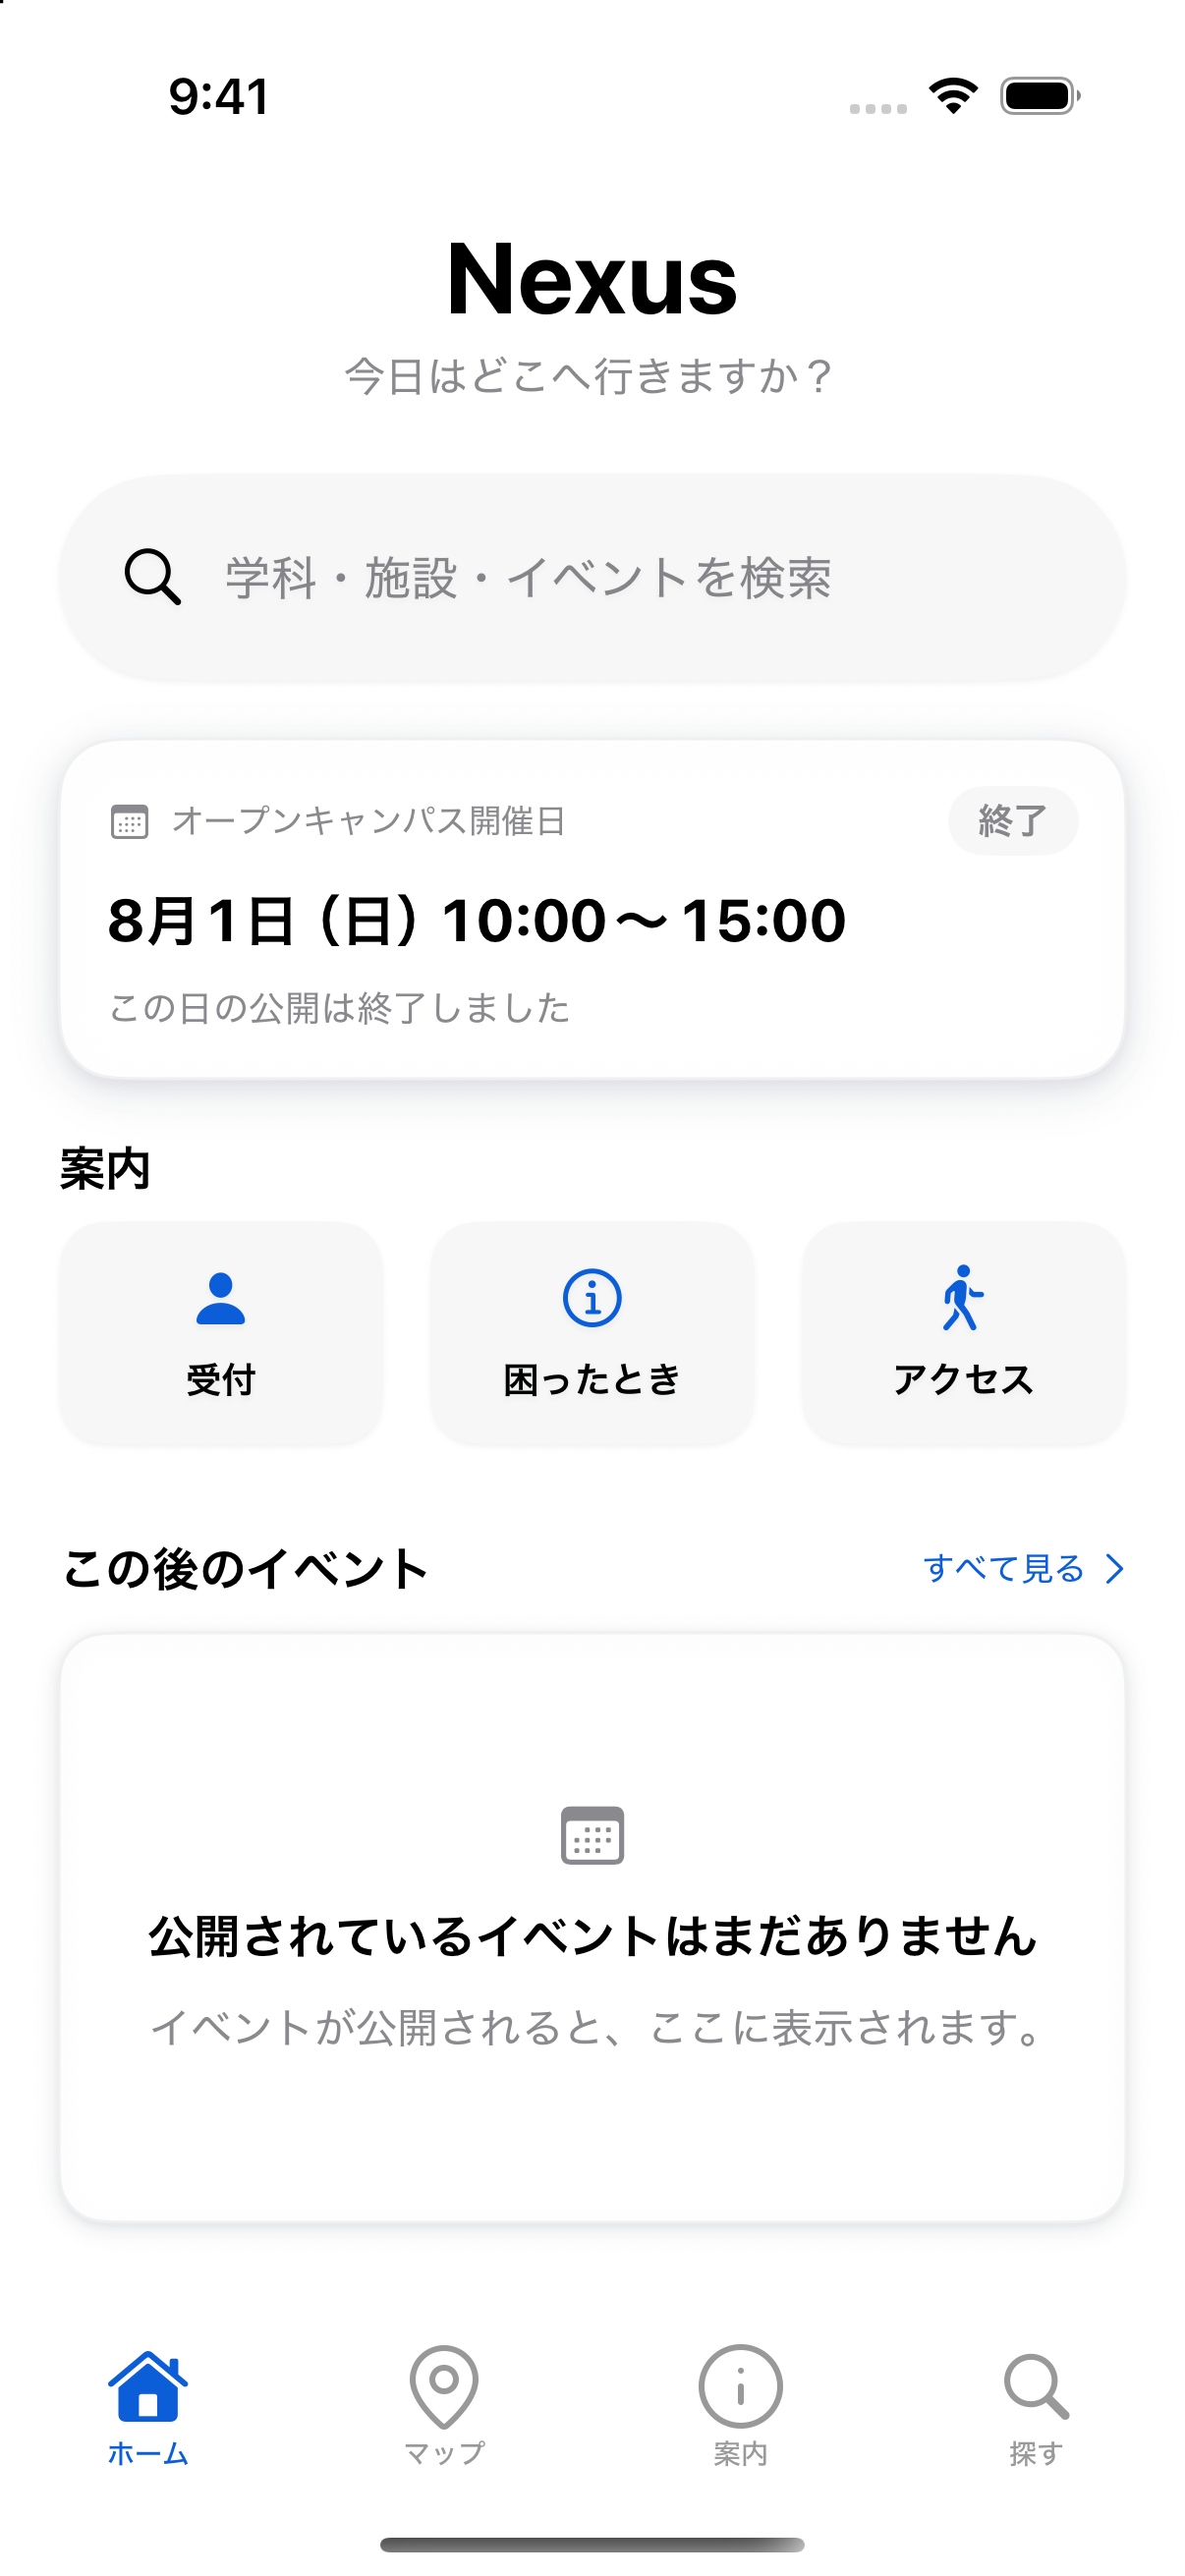 9:41
Nexus
今日はどこへ行きますか？
学科・施設・イベントを検索
オープンキャンパス開催日
終了
8月1日（日）10:00〜15:00
この日の公開は終了しました
案内
受付
困ったとき
アクセス
この後のイベント
すべて見る
公開されているイベントはまだありません
イベントが公開されると、ここに表示されます。
ホーム
マップ
案内
探す